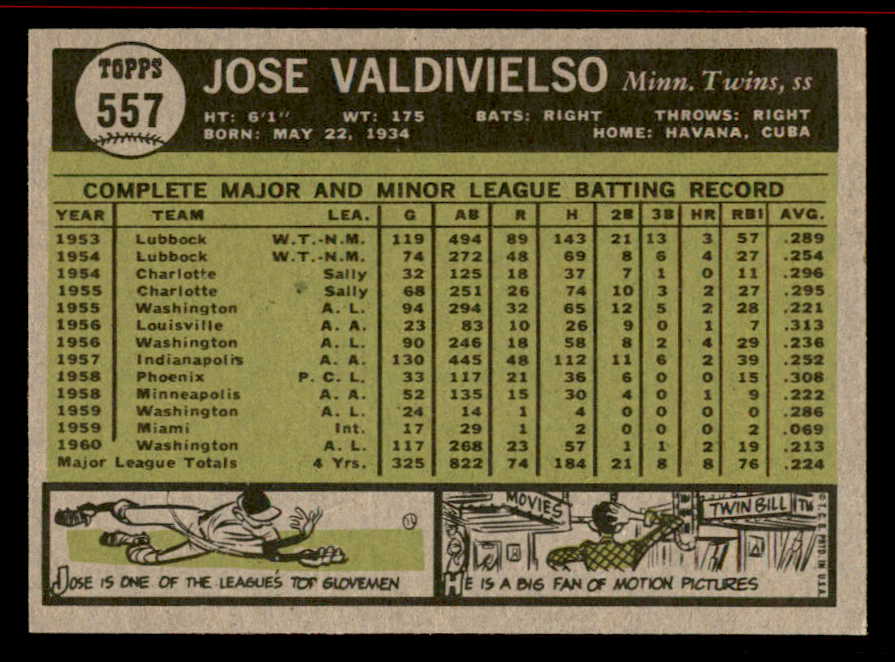 TOPPS
557
JOSE VALDIVIELSO Minn. Twins, ss
HT: 6'1" WT: 175 BATS: RIGHT THROWS: RIGHT
BORN: MAY 22, 1934 HOME: HAVANA, CUBA
COMPLETE MAJOR AND MINOR LEAGUE BATTING RECORD
YEAR TEAM LEA. G AB R H 2B 3B HR RBI AVG.
1953 Lubbock W.T.-N.M. 119 494 89 143 21 13 3 57 .289
1954 Lubbock W.T.-N.M. 74 272 48 69 8 6 4 27 .254
1954 Charlotte Sally 32 125 18 37 7 1 0 11 .296
1955 Charlotte Sally 68 251 26 74 10 3 2 27 .295
1955 Washington A. L. 94 294 32 65 12 5 2 28 .221
1956 Louisville A. A. 23 83 10 26 9 0 1 7 .313
1956 Washington A. L. 90 246 18 58 8 2 4 29 .236
1957 Indianapolis A. A. 130 445 48 112 11 6 2 39 .252
1958 Phoenix P. C. L. 33 117 21 36 6 0 0 15 .308
1958 Minneapolis A. A. 52 135 15 30 4 0 1 9 .222
1959 Washington A. L. 24 14 1 4 0 0 0 0 .286
1959 Miami Int. 17 29 1 2 0 0 0 2 .069
1960 Washington A. L. 117 268 23 57 1 1 2 19 .213
Major League Totals 4 Yrs. 325 822 74 184 21 8 8 76 .224
JOSE IS ONE OF THE LEAGUE'S TOP GLOVEMEN
MOVIES
TWIN BILL
HE IS A BIG FAN OF MOTION PICTURES
© T. C. G. PRTD. IN U.S.A.